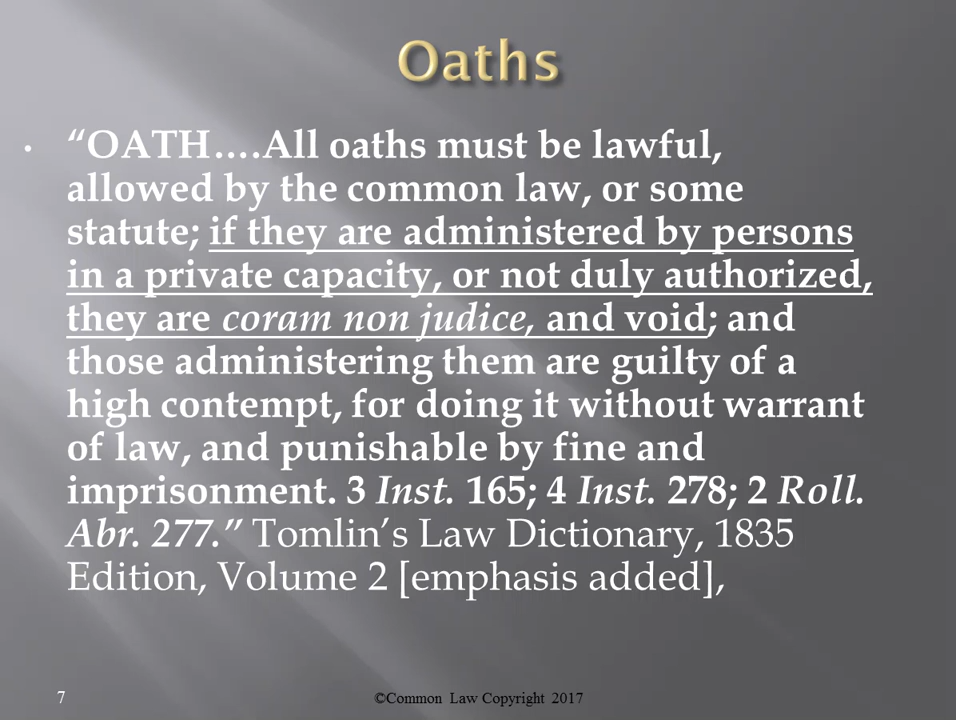 Oaths
• “OATH….All oaths must be lawful,
allowed by the common law, or some
statute; if they are administered by persons
in a private capacity, or not duly authorized,
they are coram non judice, and void; and
those administering them are guilty of a
high contempt, for doing it without warrant
of law, and punishable by fine and
imprisonment. 3 Inst. 165; 4 Inst. 278; 2 Roll.
Abr. 277.” Tomlin’s Law Dictionary, 1835
Edition, Volume 2 [emphasis added],
7
©Common Law Copyright 2017